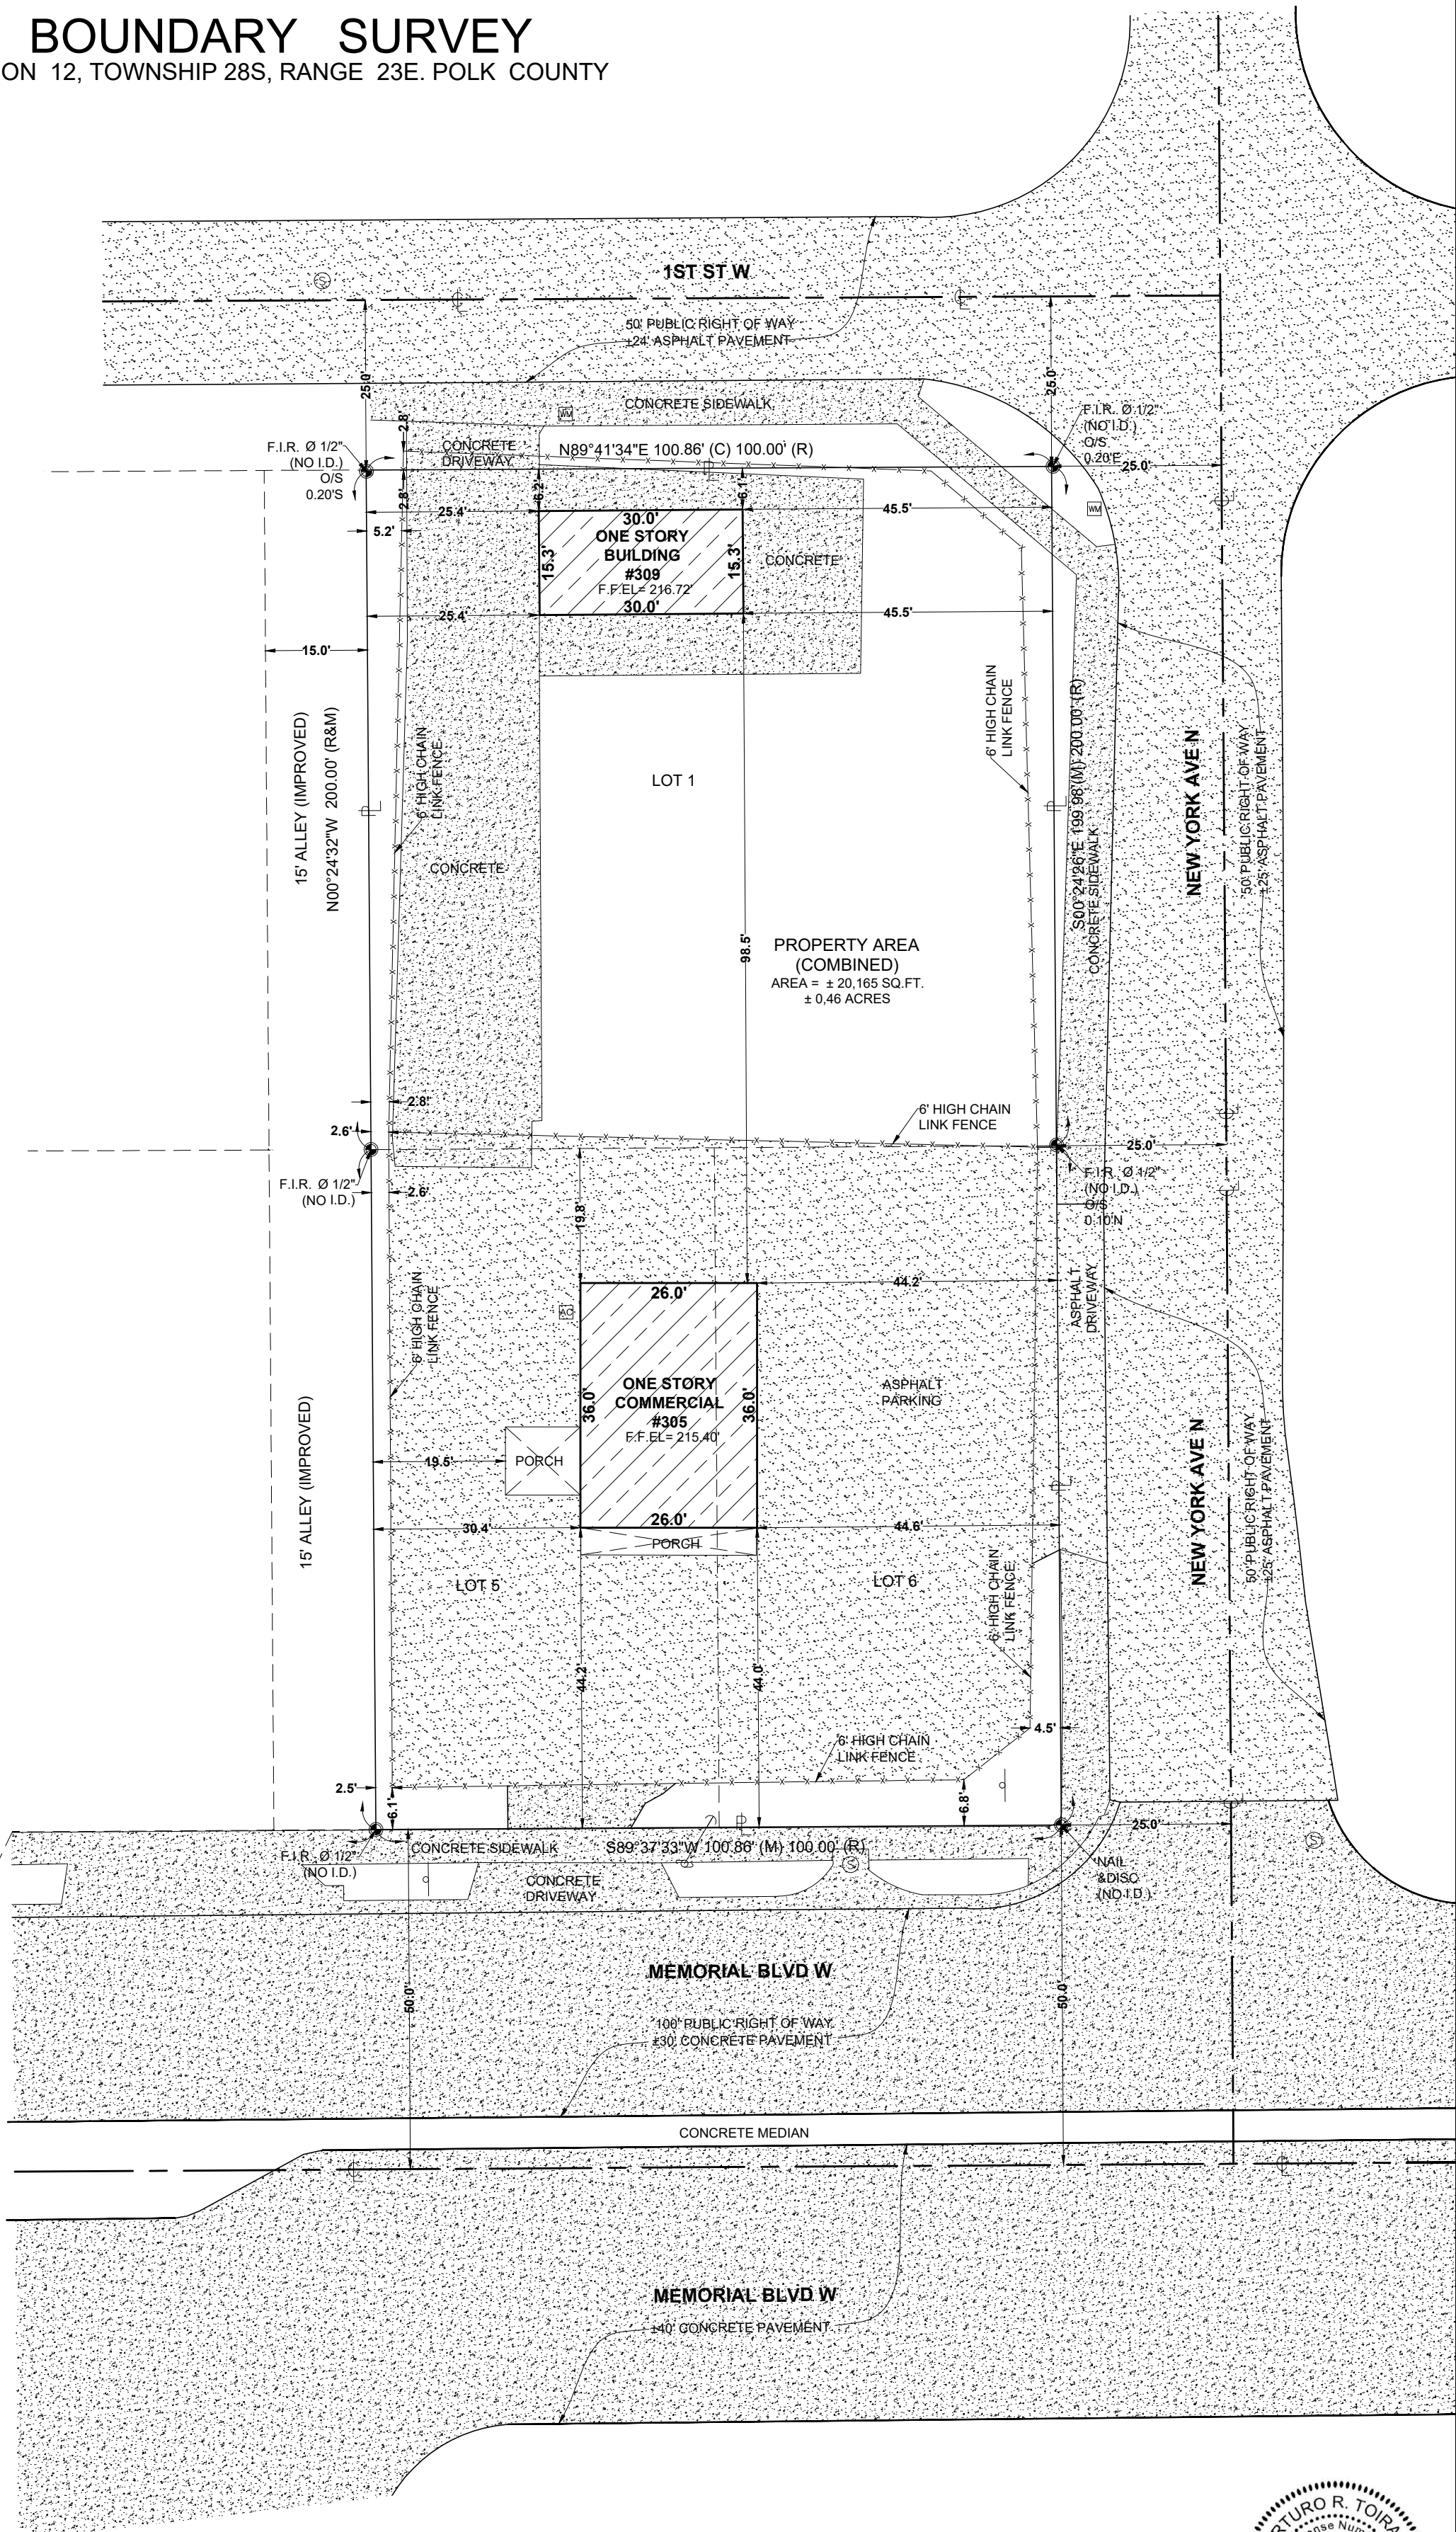 BOUNDARY SURVEY
ON 12, TOWNSHIP 28S, RANGE 23E. POLK COUNTY
1ST ST W
50' PUBLIC RIGHT OF WAY
±24' ASPHALT PAVEMENT
25.0'
25.0'
CONCRETE SIDEWALK
WM
2.8'
F.I.R. Ø 1/2"
(NO I.D.)
O/S
0.20'S
CONCRETE
DRIVEWAY
N89°41'34"E 100.86' (C) 100.00' (R)
F.I.R. Ø 1/2"
(NO I.D.)
O/S
0.20'E
25.0'
2.8'
6.2'
6.1'
25.4'
5.2'
45.5'
WM
30.0'
ONE STORY
BUILDING
#309
F.F.EL= 216.72'
30.0'
15.3'
15.3'
CONCRETE
25.4'
45.5'
15.0'
15' ALLEY (IMPROVED)
N00°24'32"W 200.00' (R&M)
6' HIGH CHAIN
LINK FENCE
CONCRETE
LOT 1
6' HIGH CHAIN
LINK FENCE
S00°24'26"E 199.98'(M) 200.00' (R)
CONCRETE SIDEWALK
NEW YORK AVE N
50' PUBLIC RIGHT OF WAY
±25' ASPHALT PAVEMENT
98.5'
PROPERTY AREA
(COMBINED)
AREA = ± 20,165 SQ.FT.
± 0,46 ACRES
2.8'
2.6'
6' HIGH CHAIN
LINK FENCE
25.0'
F.I.R. Ø 1/2"
(NO I.D.)
2.6'
F.I.R. Ø 1/2"
(NO I.D.)
O/S
0.10'N
19.8'
44.2'
AC
26.0'
ONE STORY
COMMERCIAL
#305
F.F.EL= 215.40'
26.0'
36.0'
36.0'
6' HIGH CHAIN
LINK FENCE
ASPHALT
DRIVEWAY
ASPHALT
PARKING
15' ALLEY (IMPROVED)
19.5'
PORCH
30.4'
44.6'
PORCH
LOT 5
LOT 6
6' HIGH CHAIN
LINK FENCE
NEW YORK AVE N
50' PUBLIC RIGHT OF WAY
±25' ASPHALT PAVEMENT
44.2'
44.0'
4.5'
6' HIGH CHAIN
LINK FENCE
2.5'
6.1'
6.8'
25.0'
F.I.R. Ø 1/2"
(NO I.D.)
CONCRETE SIDEWALK
S89°37'33"W 100.86' (M) 100.00' (R)
CONCRETE
DRIVEWAY
NAIL
&DISC
(NO I.D.)
MEMORIAL BLVD W
50.0'
50.0'
100' PUBLIC RIGHT OF WAY
±30' CONCRETE PAVEMENT
CONCRETE MEDIAN
MEMORIAL BLVD W
±40' CONCRETE PAVEMENT
RTURO R. TOIRA
nse Num